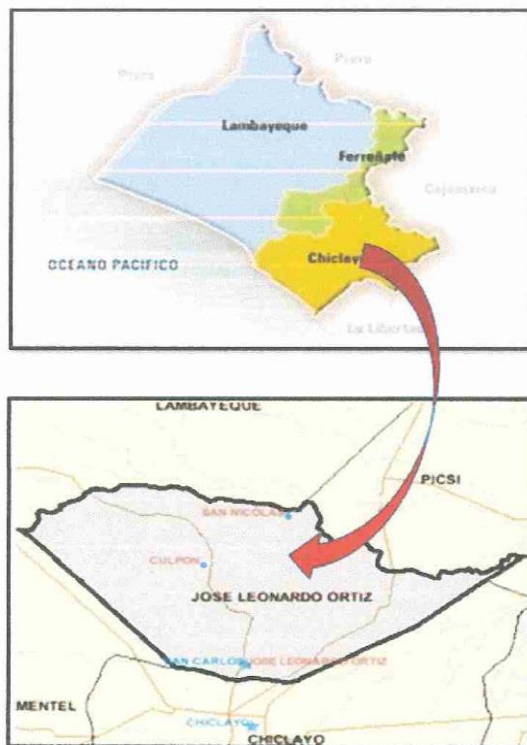 Piura
Piura
Lambayeque
Ferreñafe
Cajamarca
OCEANO PACIFICO
Chiclayo
La Libertad
LAMBAYEQUE
PICSI
SAN NICOLAS
CULPON
JOSE LEONARDO ORTIZ
SAN CARLOS JOSE LEONARDO ORTIZ
MENTEL
CHICLAYO
CHICLAYO